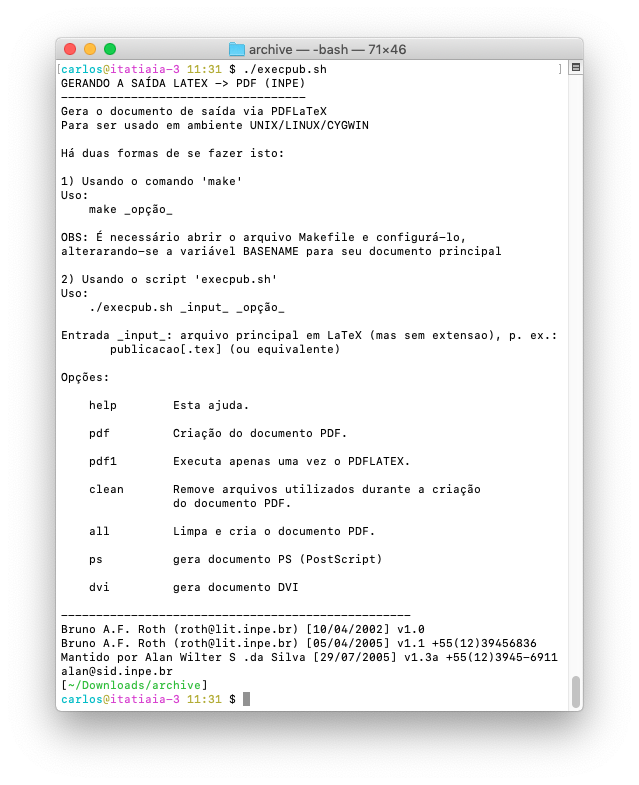 archive — -bash — 71×46
[carlos@itatiaia-3 11:31 $ ./execpub.sh ]
GERANDO A SAÍDA LATEX -> PDF (INPE)
-----------------------------------
Gera o documento de saída via PDFLaTeX
Para ser usado em ambiente UNIX/LINUX/CYGWIN
Há duas formas de se fazer isto:
1) Usando o comando 'make'
Uso:
    make _opção_
OBS: É necessário abrir o arquivo Makefile e configurá-lo,
alterarando-se a variável BASENAME para seu documento principal
2) Usando o script 'execpub.sh'
Uso:
    ./execpub.sh _input_ _opção_
Entrada _input_: arquivo principal em LaTeX (mas sem extensao), p. ex.:
       publicacao[.tex] (ou equivalente)
Opções:
    help        Esta ajuda.
    pdf         Criação do documento PDF.
    pdf1        Executa apenas uma vez o PDFLATEX.
    clean       Remove arquivos utilizados durante a criação
                do documento PDF.
    all         Limpa e cria o documento PDF.
    ps          gera documento PS (PostScript)
    dvi         gera documento DVI
--------------------------------------------------
Bruno A.F. Roth (roth@lit.inpe.br) [10/04/2002] v1.0
Bruno A.F. Roth (roth@lit.inpe.br) [05/04/2005] v1.1 +55(12)39456836
Mantido por Alan Wilter S .da Silva [29/07/2005] v1.3a +55(12)3945-6911
alan@sid.inpe.br
[~/Downloads/archive]
carlos@itatiaia-3 11:31 $